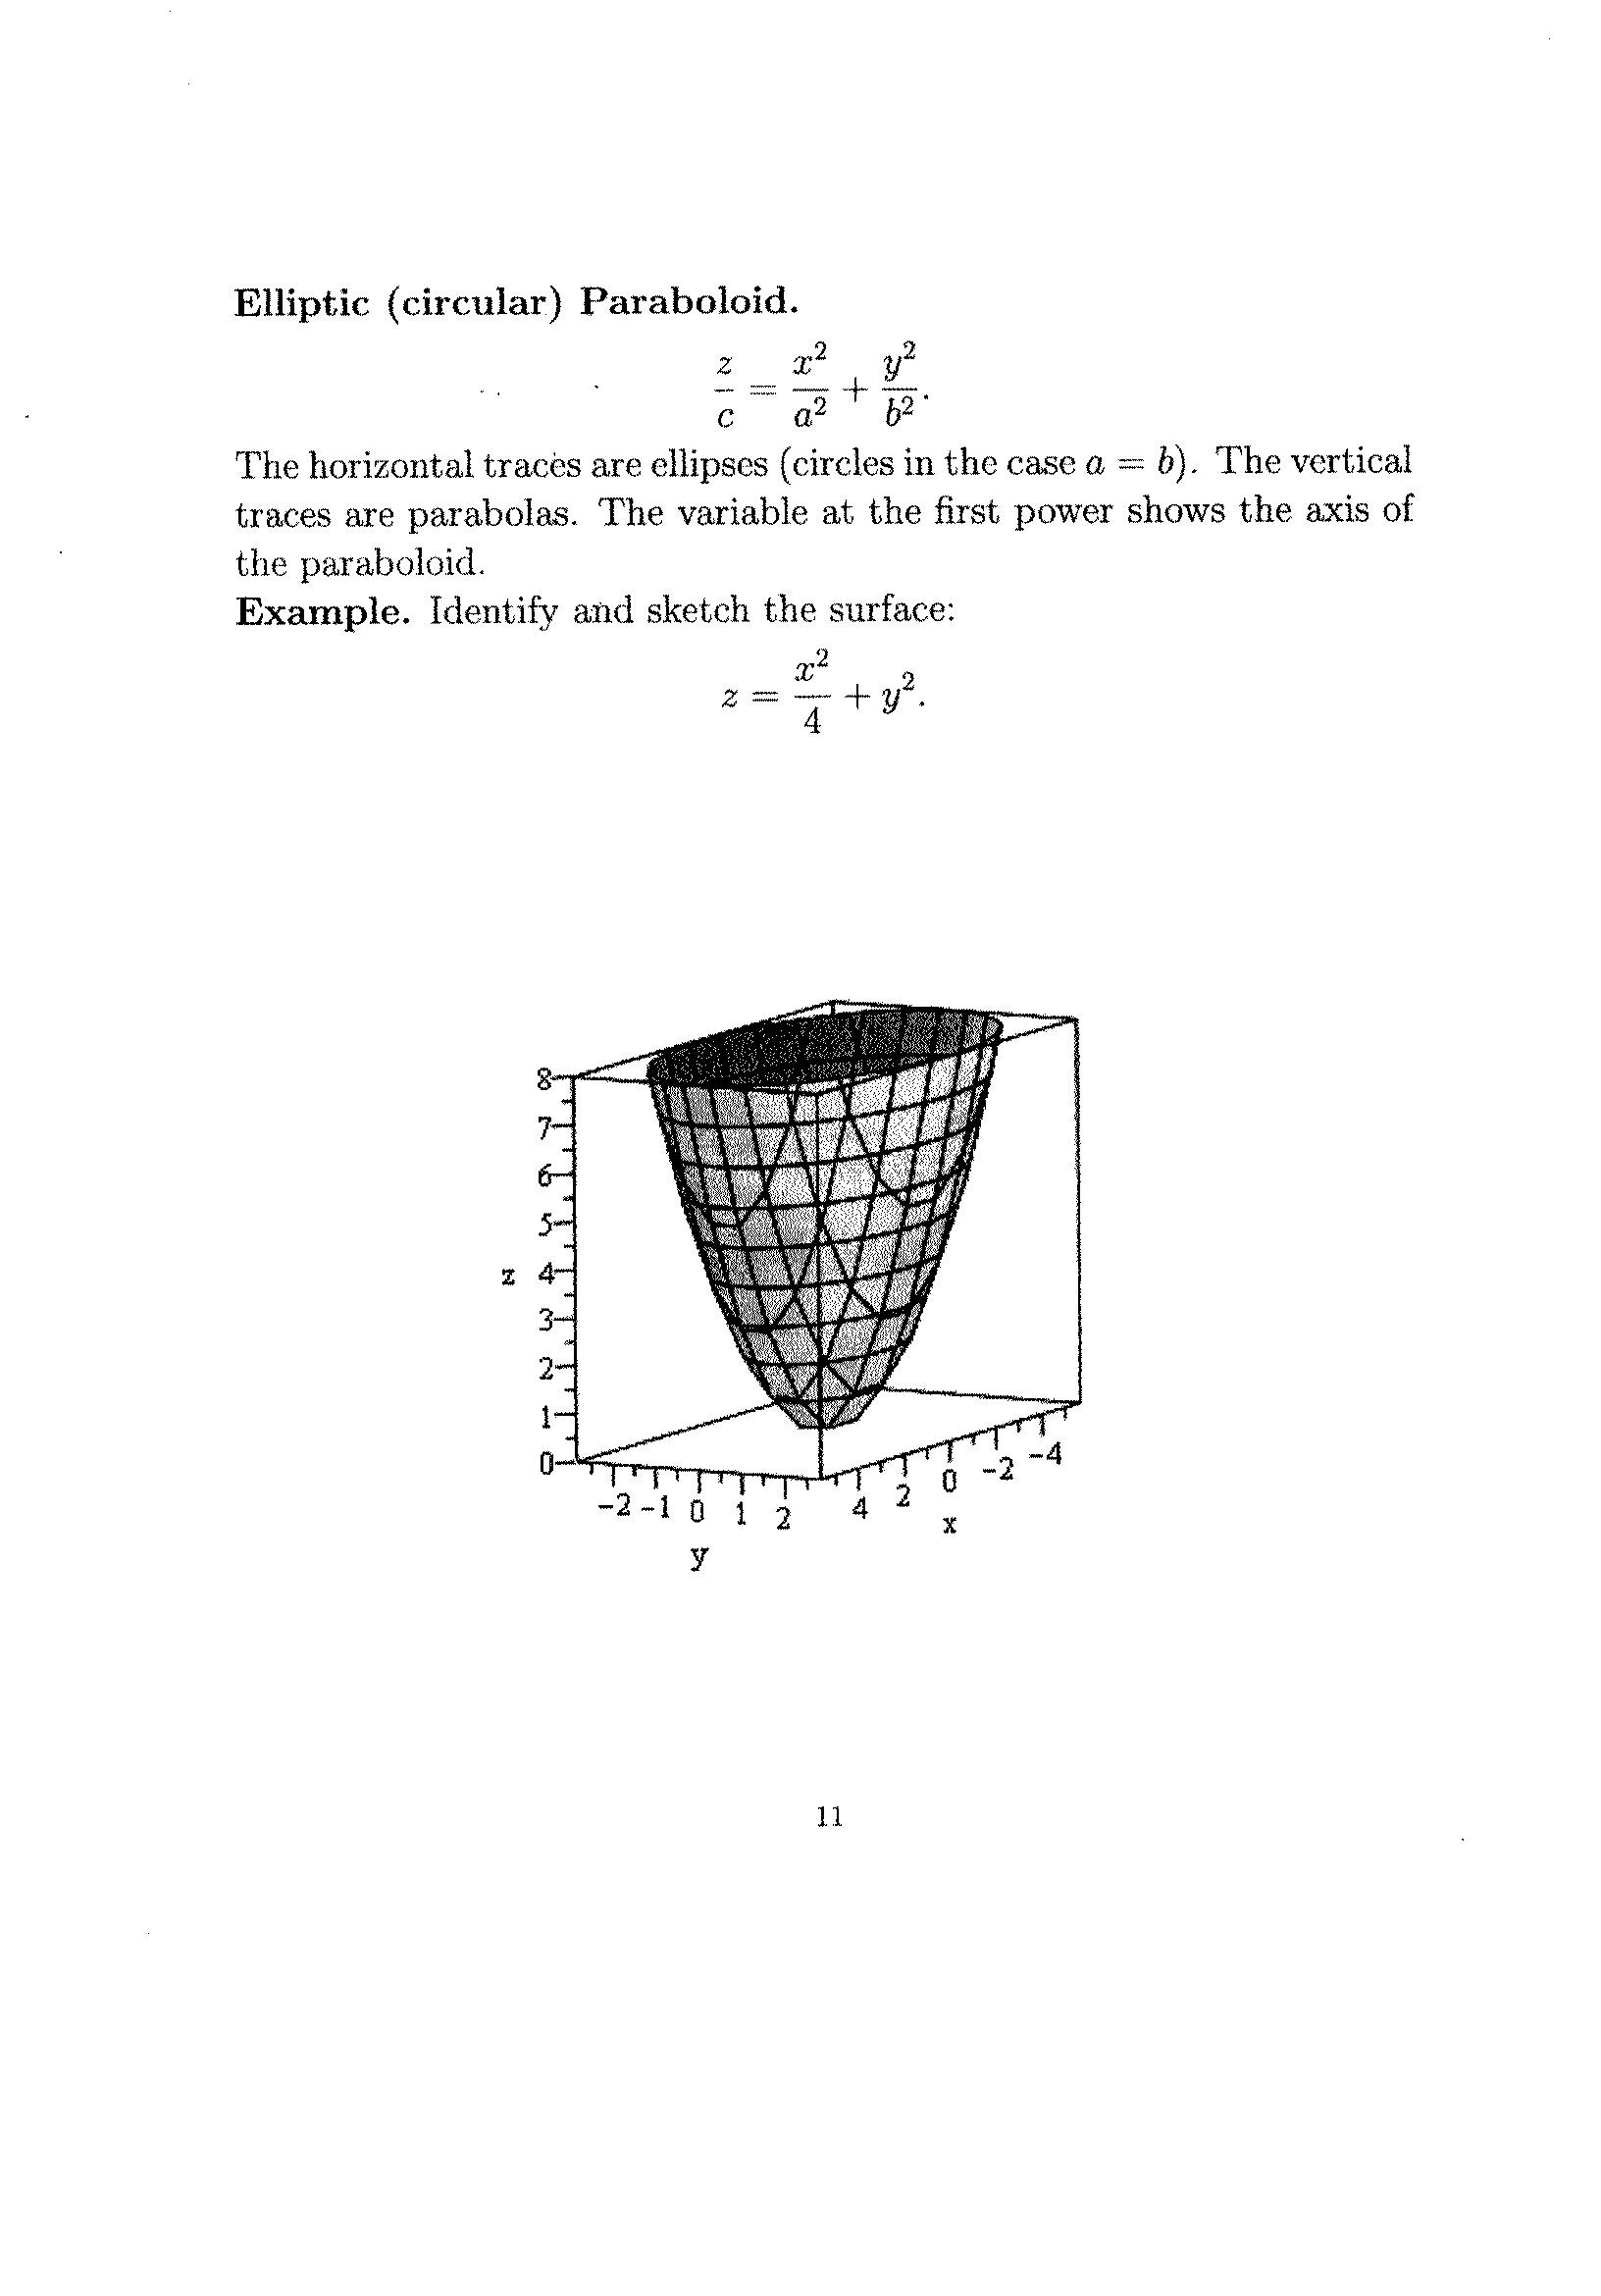 Elliptic (circular) Paraboloid.
z/c = x²/a² + y²/b².
The horizontal traces are ellipses (circles in the case a = b). The vertical
traces are parabolas. The variable at the first power shows the axis of
the paraboloid.
Example. Identify and sketch the surface:
z = x²/4 + y².
8
7
6
5
z 4
3
2
1
0
-2 -1 0 1 2
4 2 0 -2 -4
x
y
11